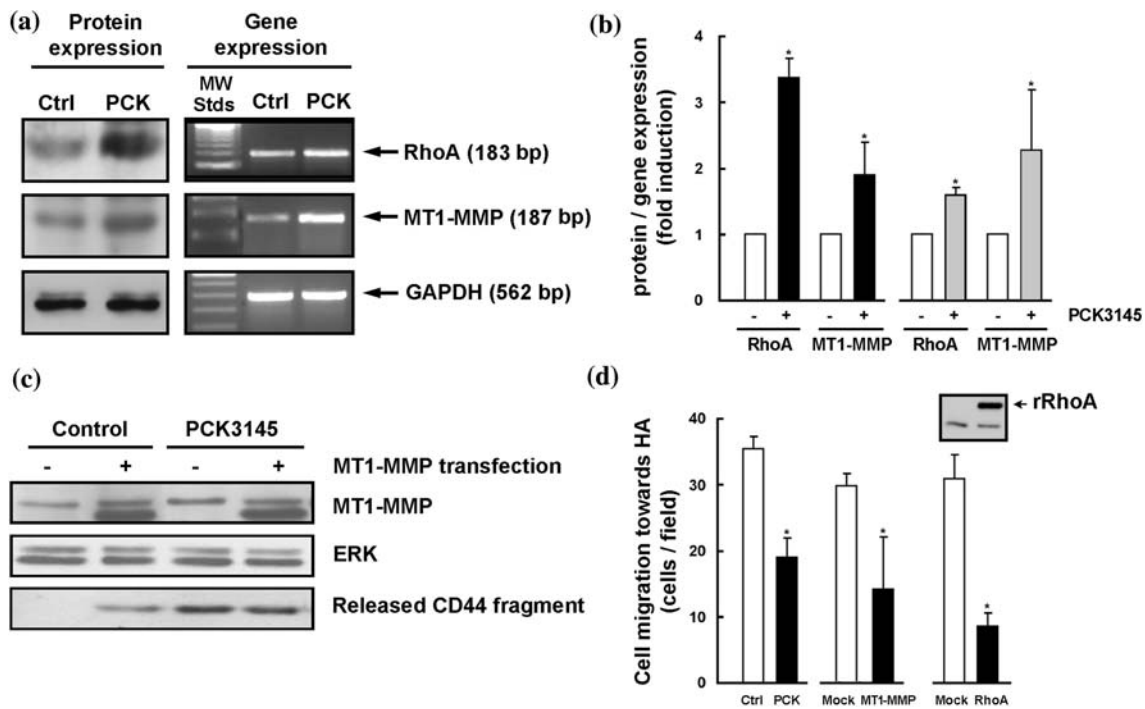 (a)
Protein
expression
Gene
expression
Ctrl PCK
MW
Stds
Ctrl PCK
RhoA (183 bp)
MT1-MMP (187 bp)
GAPDH (562 bp)
(b)
protein / gene expression
(fold induction)
4
3
2
1
0
*
*
*
*
- + - + - + - +
PCK3145
RhoA MT1-MMP RhoA MT1-MMP
(c)
Control PCK3145
- + - + MT1-MMP transfection
MT1-MMP
ERK
Released CD44 fragment
(d)
rRhoA
Cell migration towards HA
(cells / field)
40
30
20
10
0
*
*
*
Ctrl PCK Mock MT1-MMP Mock RhoA